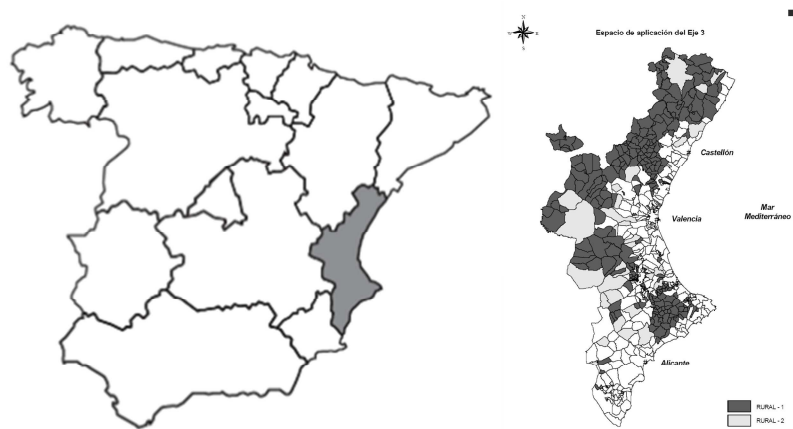 N
W
E
S
Espacio de aplicación del Eje 3
Castellón
Valencia
Mar
Mediterráneo
Alicante
RURAL - 1
RURAL - 2